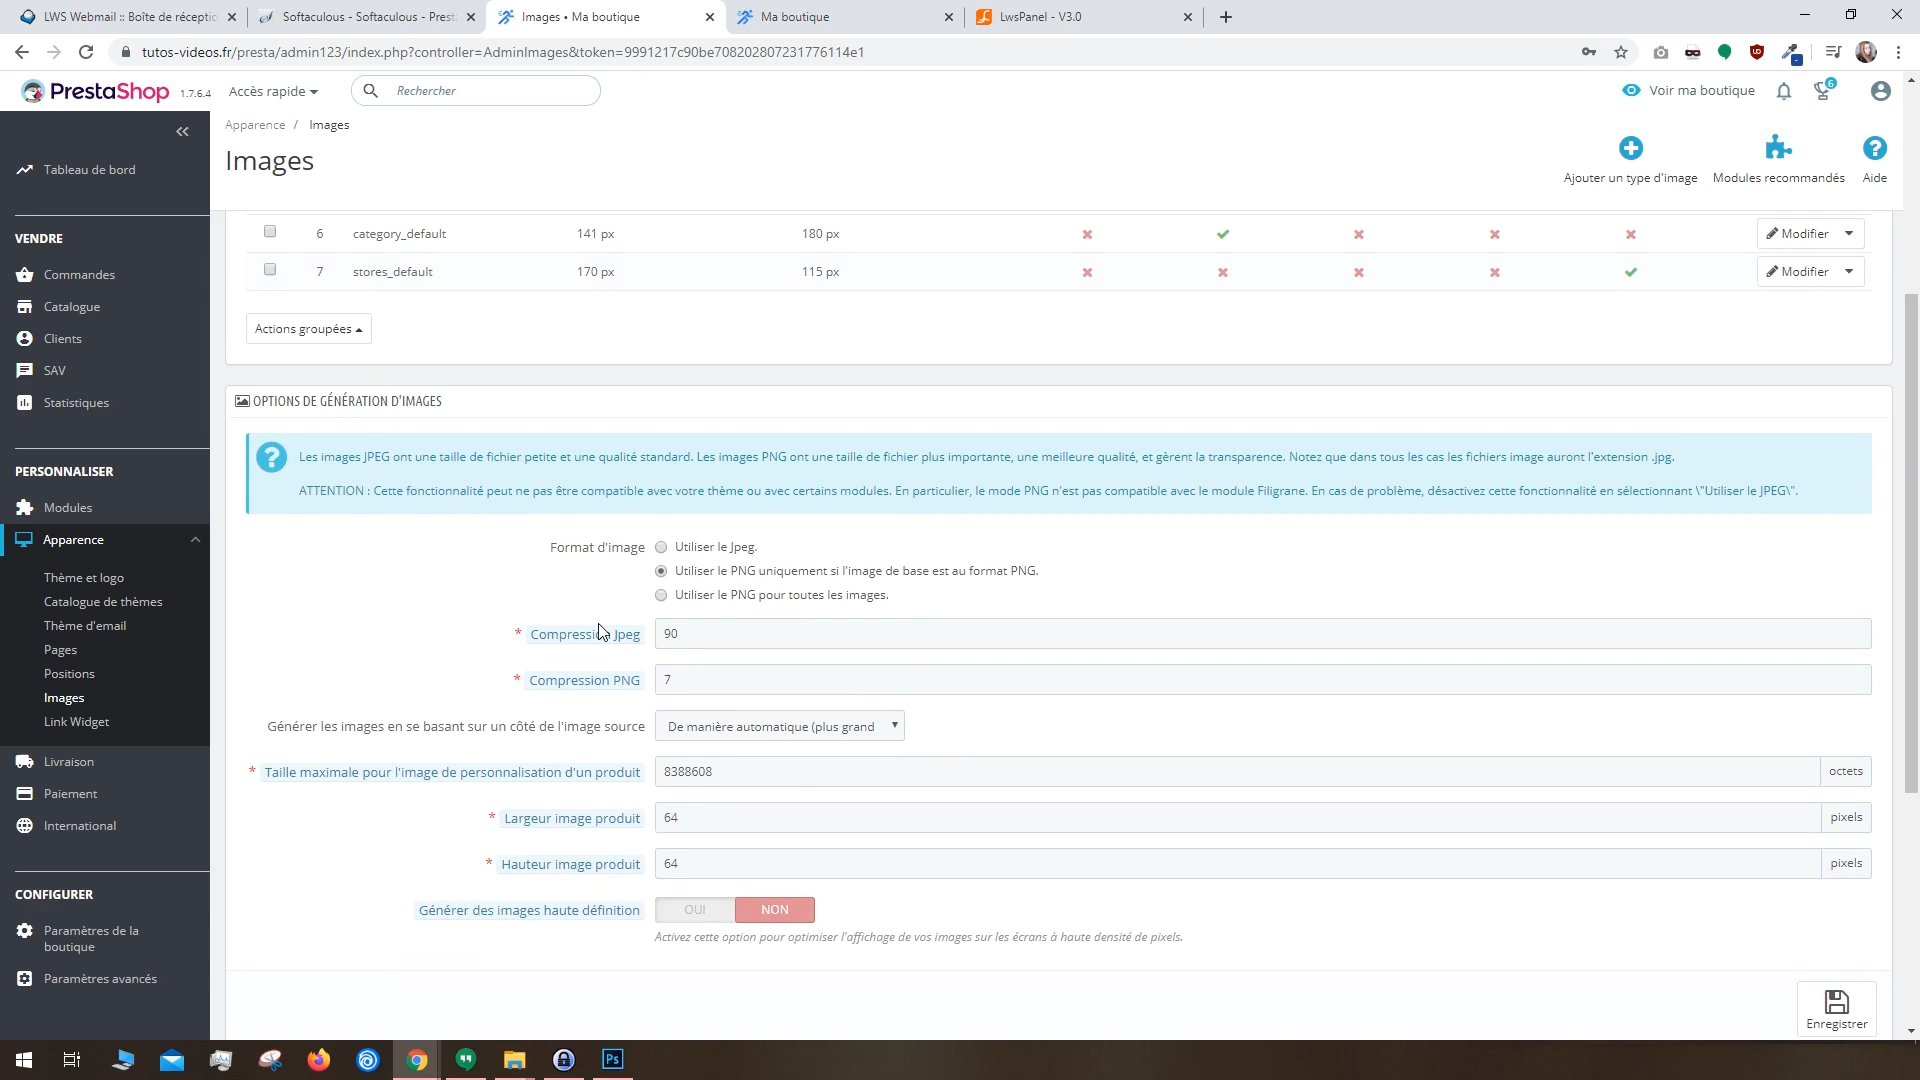 LWS Webmail :: Boîte de réceptio
Softaculous - Softaculous - Prest
Images • Ma boutique
Ma boutique
LwsPanel - V3.0
tutos-videos.fr/presta/admin123/index.php?controller=AdminImages&token=9991217c90be708202807231776114e1
PrestaShop 1.7.6.4
Accès rapide
Rechercher
Voir ma boutique
6
Apparence / Images
Images
Ajouter un type d'image
Modules recommandés
Aide
Tableau de bord
VENDRE
Commandes
Catalogue
Clients
SAV
Statistiques
PERSONNALISER
Modules
Apparence
Thème et logo
Catalogue de thèmes
Thème d'email
Pages
Positions
Images
Link Widget
Livraison
Paiement
International
CONFIGURER
Paramètres de la
boutique
Paramètres avancés
6 category_default 141 px 180 px Modifier
7 stores_default 170 px 115 px Modifier
Actions groupées
OPTIONS DE GÉNÉRATION D'IMAGES
Les images JPEG ont une taille de fichier petite et une qualité standard. Les images PNG ont une taille de fichier plus importante, une meilleure qualité, et gèrent la transparence. Notez que dans tous les cas les fichiers image auront l'extension .jpg.
ATTENTION : Cette fonctionnalité peut ne pas être compatible avec votre thème ou avec certains modules. En particulier, le mode PNG n'est pas compatible avec le module Filigrane. En cas de problème, désactivez cette fonctionnalité en sélectionnant \"Utiliser le JPEG\".
Format d'image
Utiliser le Jpeg.
Utiliser le PNG uniquement si l'image de base est au format PNG.
Utiliser le PNG pour toutes les images.
* Compression Jpeg 90
* Compression PNG 7
Générer les images en se basant sur un côté de l'image source De manière automatique (plus grand
* Taille maximale pour l'image de personnalisation d'un produit 8388608 octets
* Largeur image produit 64 pixels
* Hauteur image produit 64 pixels
Générer des images haute définition OUI NON
Activez cette option pour optimiser l'affichage de vos images sur les écrans à haute densité de pixels.
Enregistrer
Ps